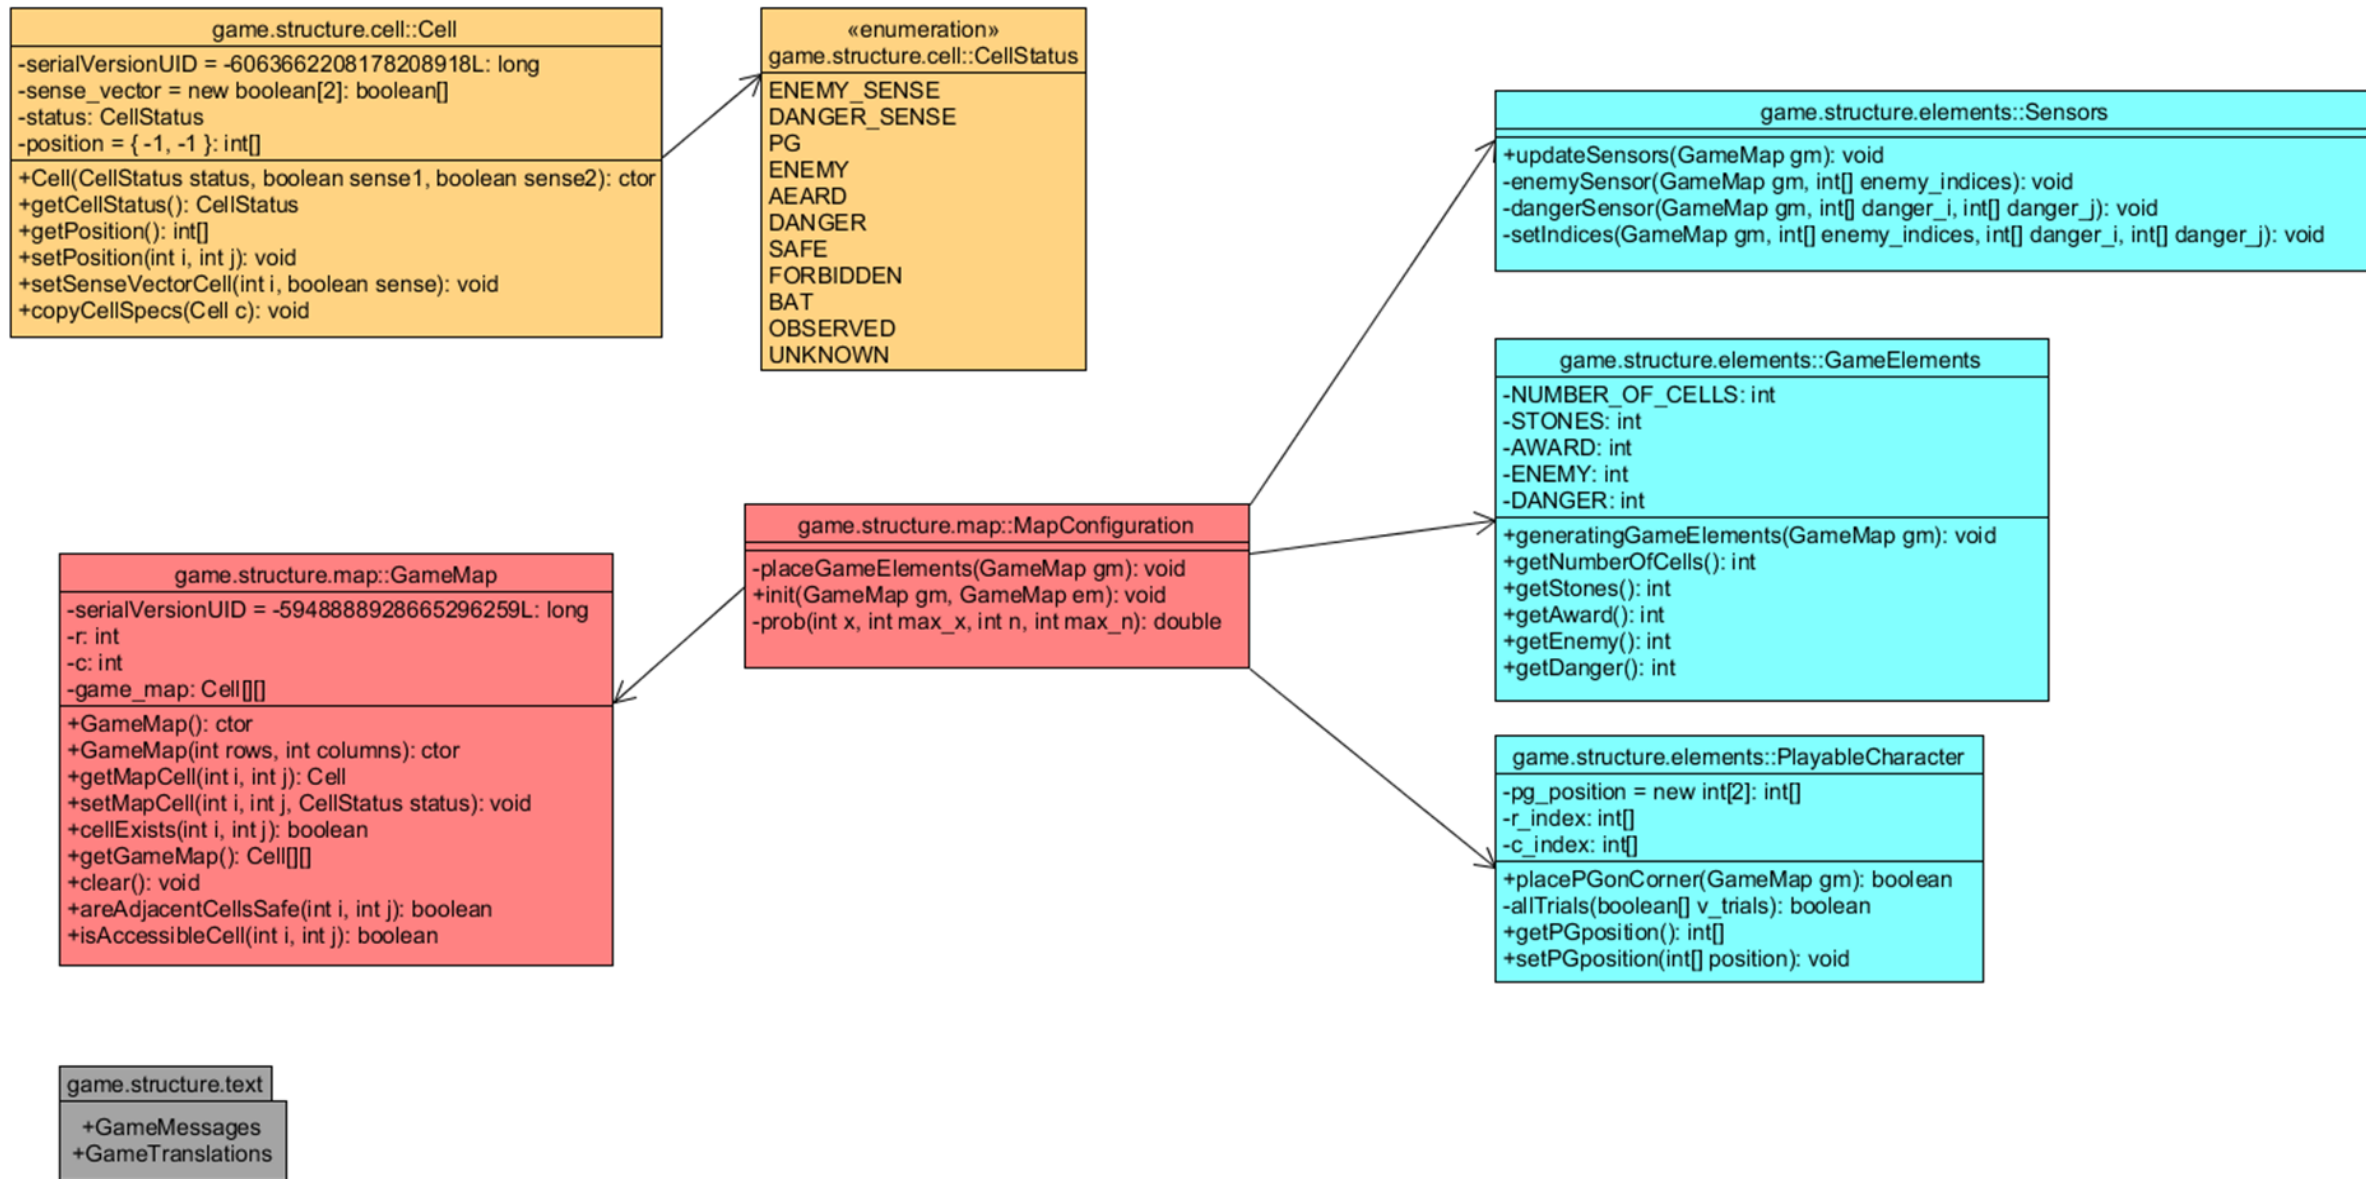 game.structure.cell::Cell
-serialVersionUID = -6063662208178208918L: long
-sense_vector = new boolean[2]: boolean[]
-status: CellStatus
-position = { -1, -1 }: int[]
+Cell(CellStatus status, boolean sense1, boolean sense2): ctor
+getCellStatus(): CellStatus
+getPosition(): int[]
+setPosition(int i, int j): void
+setSenseVectorCell(int i, boolean sense): void
+copyCellSpecs(Cell c): void
«enumeration»
game.structure.cell::CellStatus
ENEMY_SENSE
DANGER_SENSE
PG
ENEMY
AEARD
DANGER
SAFE
FORBIDDEN
BAT
OBSERVED
UNKNOWN
game.structure.elements::Sensors
+updateSensors(GameMap gm): void
-enemySensor(GameMap gm, int[] enemy_indices): void
-dangerSensor(GameMap gm, int[] danger_i, int[] danger_j): void
-setIndices(GameMap gm, int[] enemy_indices, int[] danger_i, int[] danger_j): void
game.structure.elements::GameElements
-NUMBER_OF_CELLS: int
-STONES: int
-AWARD: int
-ENEMY: int
-DANGER: int
+generatingGameElements(GameMap gm): void
+getNumberOfCells(): int
+getStones(): int
+getAward(): int
+getEnemy(): int
+getDanger(): int
game.structure.map::MapConfiguration
-placeGameElements(GameMap gm): void
+init(GameMap gm, GameMap em): void
-prob(int x, int max_x, int n, int max_n): double
game.structure.map::GameMap
-serialVersionUID = -5948888928665296259L: long
-r: int
-c: int
-game_map: Cell[][]
+GameMap(): ctor
+GameMap(int rows, int columns): ctor
+getMapCell(int i, int j): Cell
+setMapCell(int i, int j, CellStatus status): void
+cellExists(int i, int j): boolean
+getGameMap(): Cell[][]
+clear(): void
+areAdjacentCellsSafe(int i, int j): boolean
+isAccessibleCell(int i, int j): boolean
game.structure.elements::PlayableCharacter
-pg_position = new int[2]: int[]
-r_index: int[]
-c_index: int[]
+placePGonCorner(GameMap gm): boolean
-allTrials(boolean[] v_trials): boolean
+getPGposition(): int[]
+setPGposition(int[] position): void
game.structure.text
+GameMessages
+GameTranslations